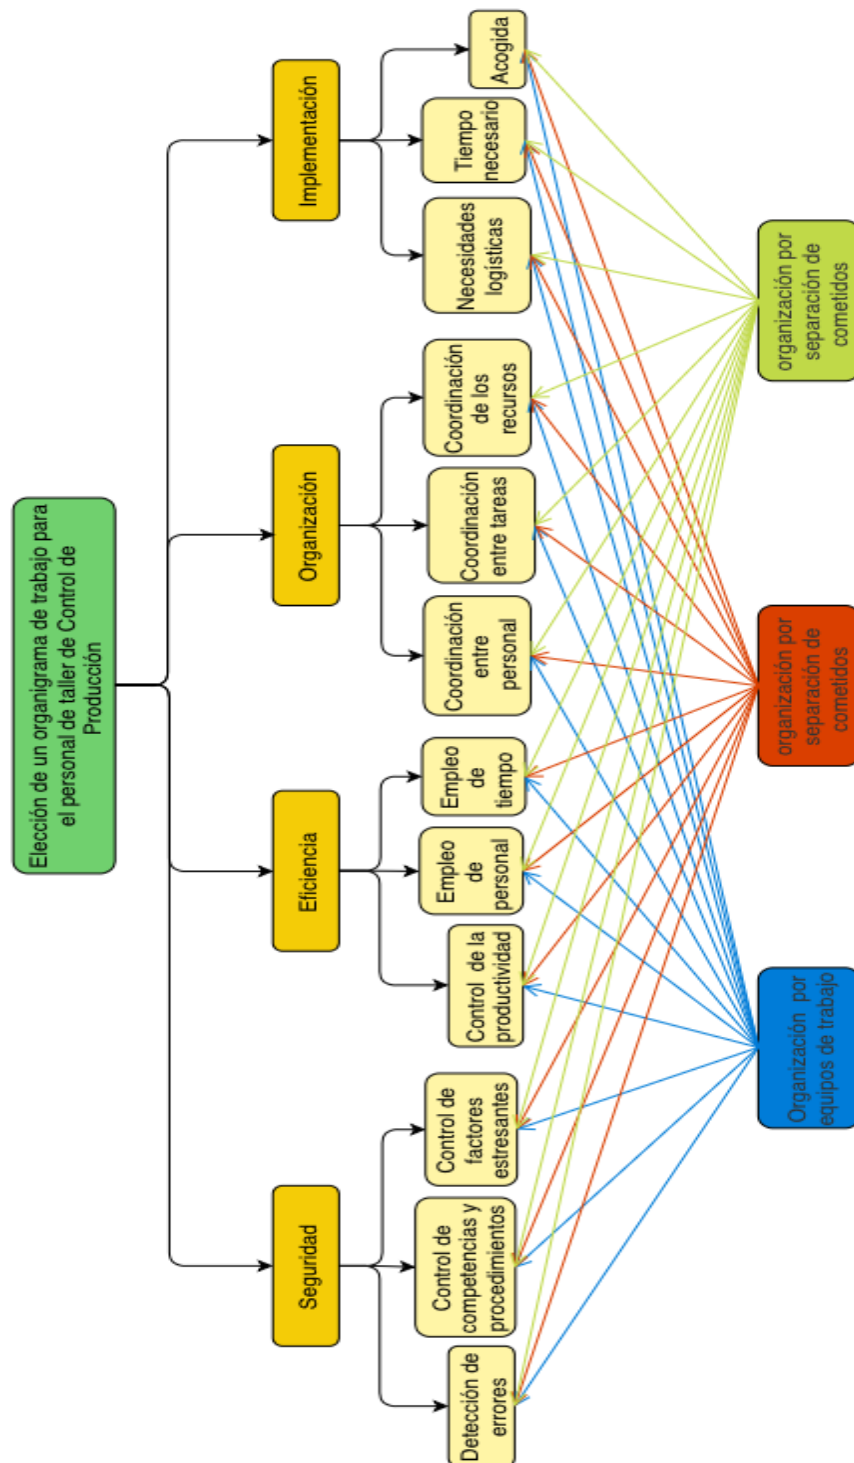 Elección de un organigrama de trabajo para
el personal de taller de Control de
Producción
Seguridad
Eficiencia
Organización
Implementación
Detección de
errores
Control de
competencias y
procedimientos
Control de
factores
estresantes
Control de la
productividad
Empleo
de
personal
Empleo
de
tiempo
Coordinación
entre
personal
Coordinación
entre tareas
Coordinación
de los
recursos
Necesidades
logísticas
Tiempo
necesario
Acogida
Organización por
equipos de trabajo
organización por
separación de
cometidos
organización por
separación de
cometidos